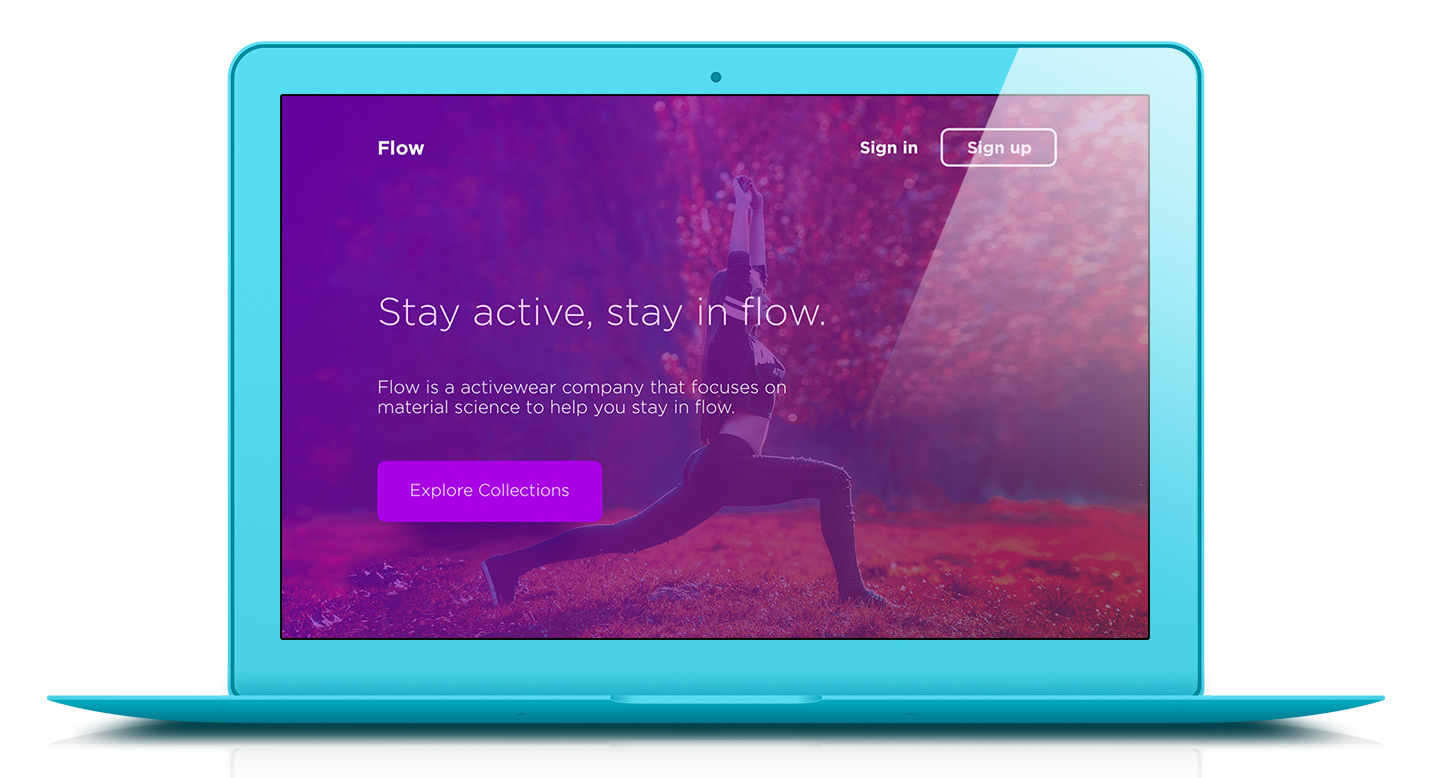 Flow
Sign in
Sign up
Stay active, stay in flow.
Flow is a activewear company that focuses on
material science to help you stay in flow.
Explore Collections